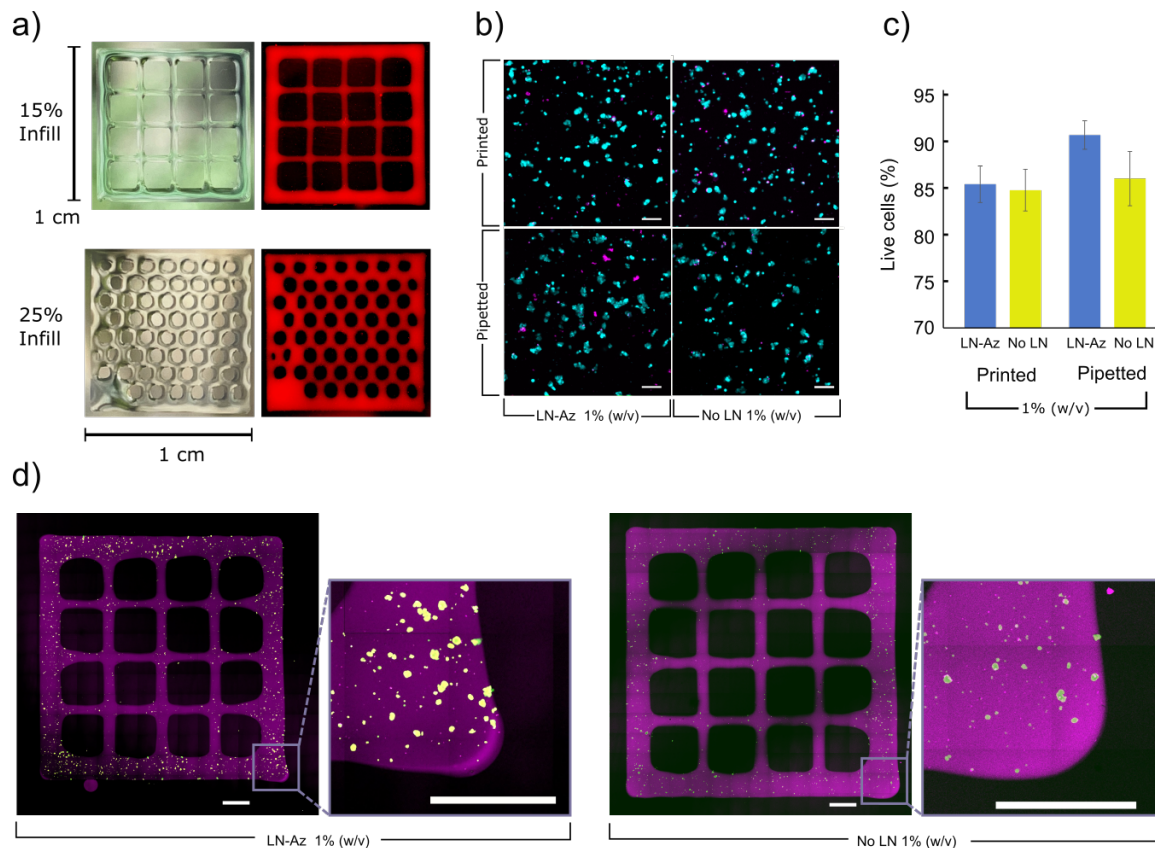 a)
15%
Infill
1 cm
25%
Infill
1 cm
b)
Printed
Pipetted
LN-Az 1% (w/v)
No LN 1% (w/v)
c)
Live cells (%)
95
90
85
80
75
70
LN-Az No LN LN-Az No LN
Printed Pipetted
1% (w/v)
d)
LN-Az 1% (w/v)
No LN 1% (w/v)